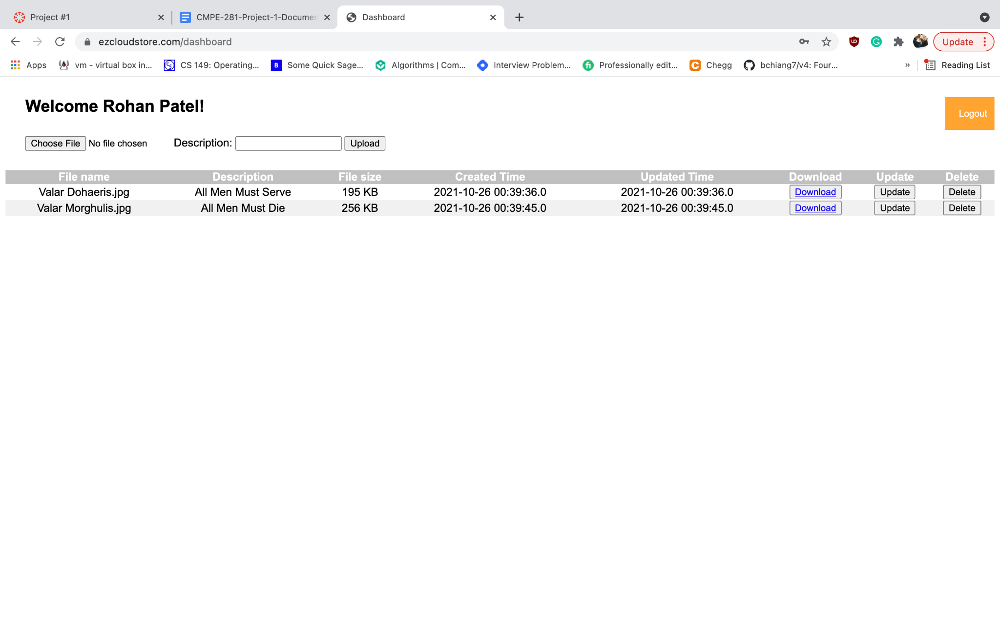 Project #1
CMPE-281-Project-1-Documen
Dashboard
ezcloudstore.com/dashboard
Update
Apps
vm - virtual box in...
CS 149: Operating...
Some Quick Sage...
Algorithms | Com...
Interview Problem...
Professionally edit...
Chegg
bchiang7/v4: Four...
»
Reading List
Welcome Rohan Patel!
Logout
Choose File No file chosen Description: Upload
File name Description File size Created Time Updated Time Download Update Delete
Valar Dohaeris.jpg All Men Must Serve 195 KB 2021-10-26 00:39:36.0 2021-10-26 00:39:36.0 Download Update Delete
Valar Morghulis.jpg All Men Must Die 256 KB 2021-10-26 00:39:45.0 2021-10-26 00:39:45.0 Download Update Delete